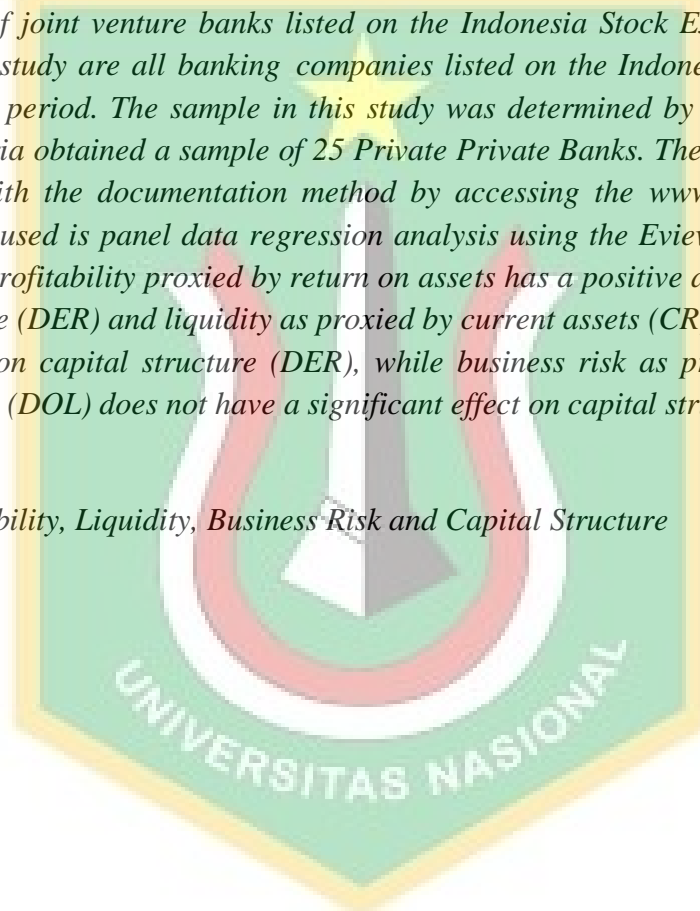 f joint venture banks listed on the Indonesia Stock E
study are all banking companies listed on the Indone
period. The sample in this study was determined by
ria obtained a sample of 25 Private Private Banks. The
ith the documentation method by accessing the www
used is panel data regression analysis using the Eview
rofitability proxied by return on assets has a positive
e (DER) and liquidity as proxied by current assets (CR
on capital structure (DER), while business risk as p
(DOL) does not have a significant effect on capital str
bility, Liquidity, Business Risk and Capital Structure
UNIVERSITAS NASIONAL